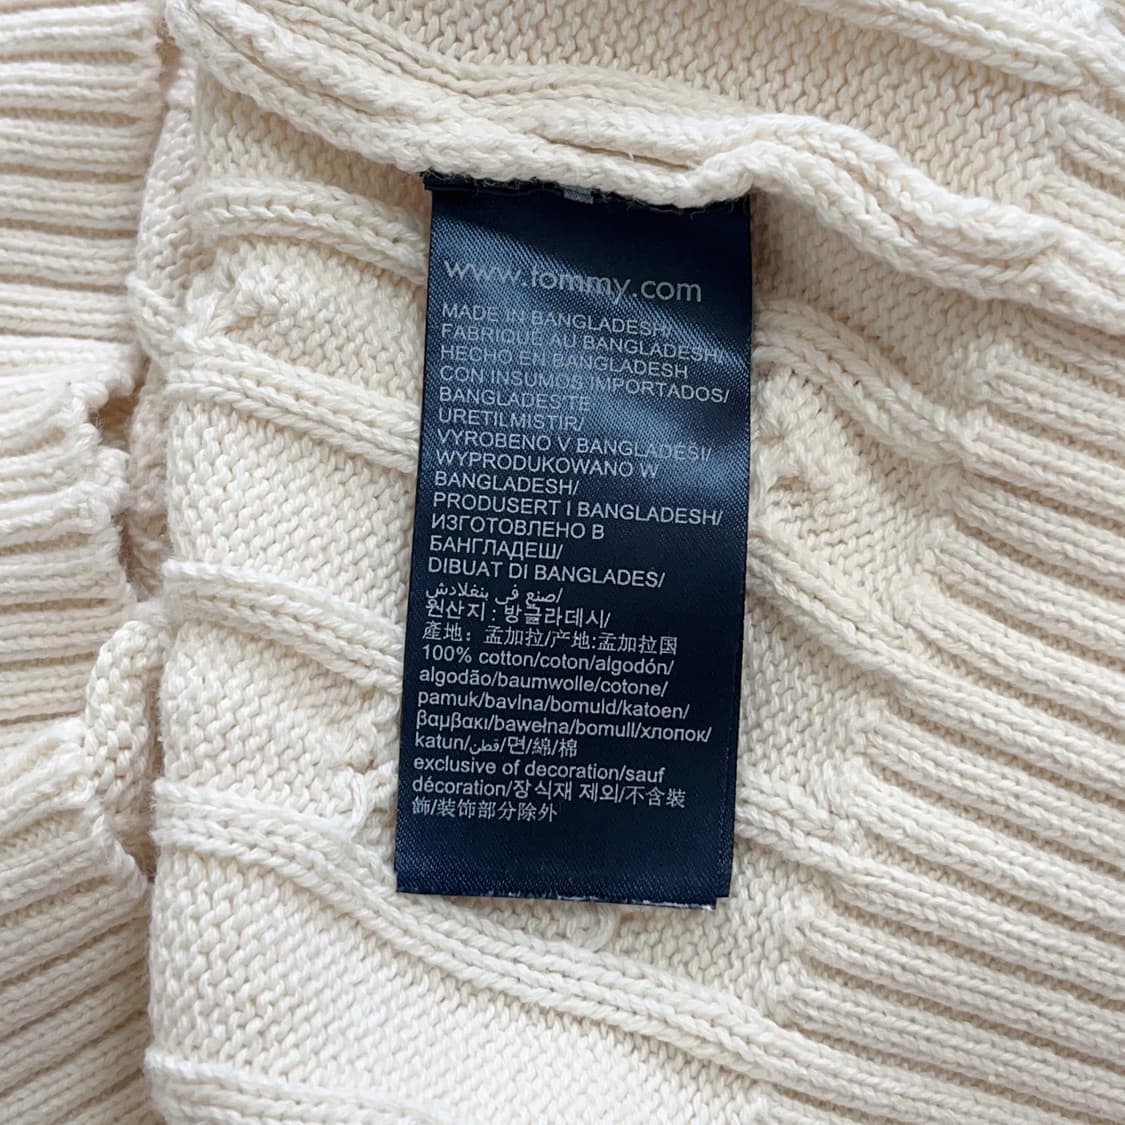 www.tommy.com
MADE IN BANGLADESH/
FABRIQUE AU BANGLADESH/
HECHO EN BANGLADESH
CON INSUMOS IMPORTADOS/
BANGLADES'TE
ÜRETILMISTIR/
VYROBENO V BANGLADESI/
WYPRODUKOWANO W
BANGLADESH/
PRODUSERT I BANGLADESH/
ИЗГОТОВЛЕНО В
БАНГЛАДЕШ/
DIBUAT DI BANGLADES/
صنع في بنغلادش/
원산지 : 방글라데시/
產地：孟加拉/产地:孟加拉国
100% cotton/coton/algodón/
algodão/baumwolle/cotone/
pamuk/bavlna/bomuld/katoen/
βαμβακι/bawełna/bomull/хлопок/
katun/قطن/면/綿/棉
exclusive of decoration/sauf
décoration/장식재 제외/不含裝
飾/装饰部分除外